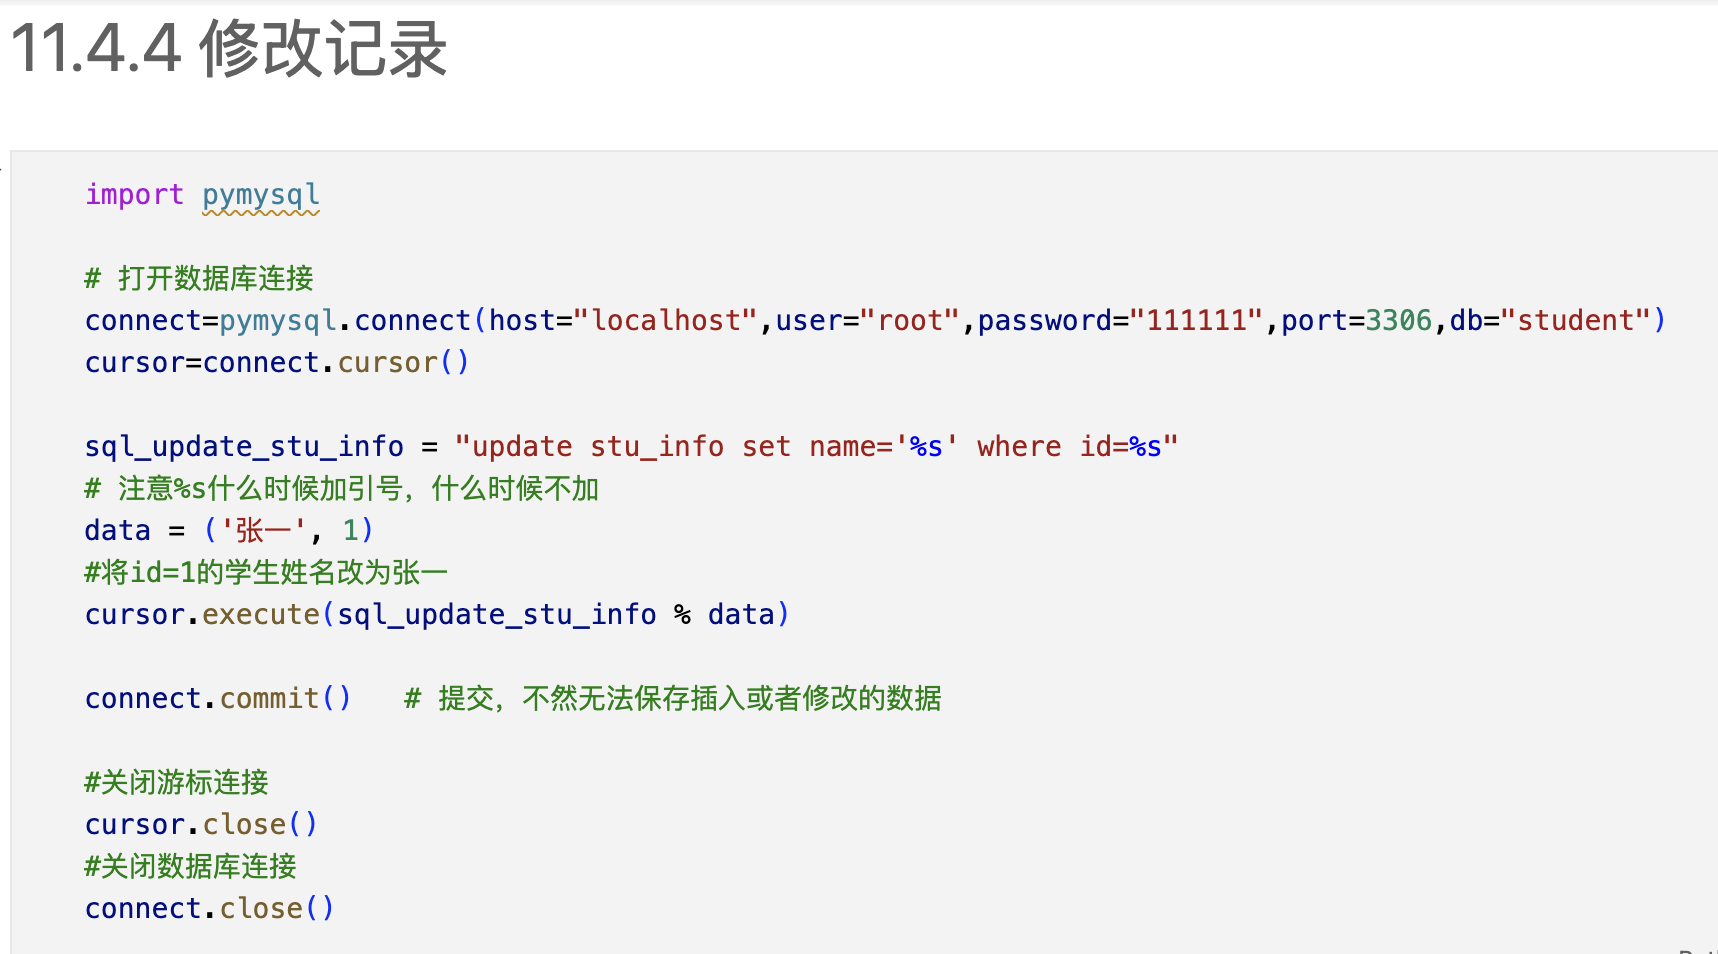 11.4.4 修改记录
import pymysql
# 打开数据库连接
connect=pymysql.connect(host="localhost",user="root",password="111111",port=3306,db="student")
cursor=connect.cursor()
sql_update_stu_info = "update stu_info set name='%s' where id=%s"
# 注意%s什么时候加引号，什么时候不加
data = ('张一', 1)
#将id=1的学生姓名改为张一
cursor.execute(sql_update_stu_info % data)
connect.commit()   # 提交，不然无法保存插入或者修改的数据
#关闭游标连接
cursor.close()
#关闭数据库连接
connect.close()